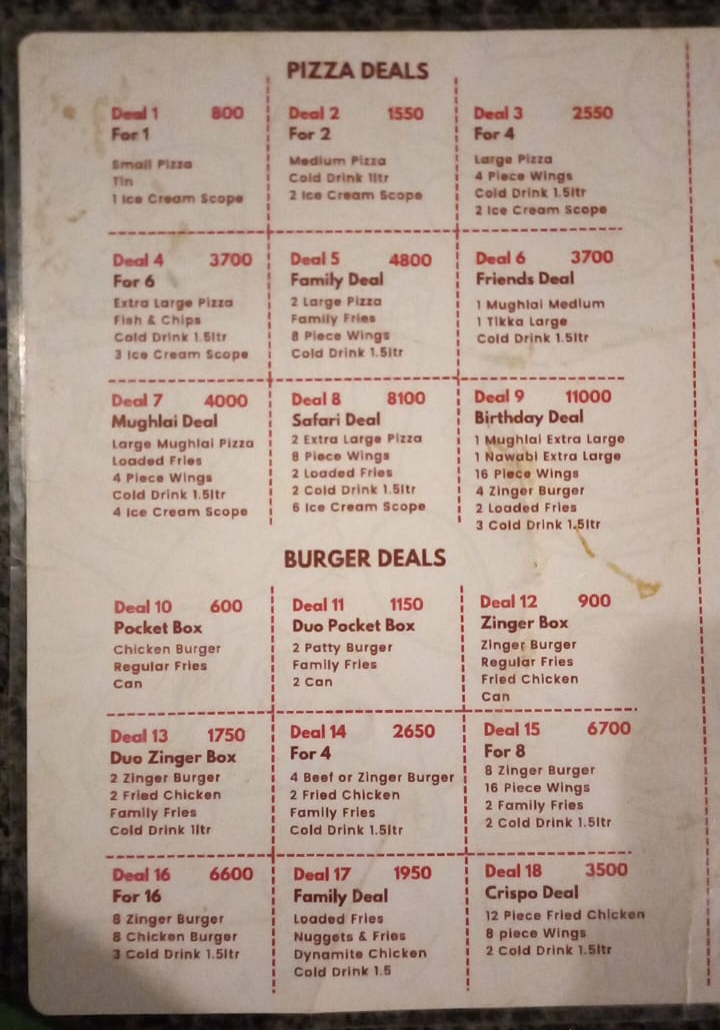 PIZZA DEALS
Deal 1 800
For 1
Small Pizza
Tin
1 Ice Cream Scope
Deal 2 1550
For 2
Medium Pizza
Cold Drink 1ltr
2 Ice Cream Scope
Deal 3 2550
For 4
Large Pizza
4 Piece Wings
Cold Drink 1.5ltr
2 Ice Cream Scope
Deal 4 3700
For 6
Extra Large Pizza
Fish & Chips
Cold Drink 1.5ltr
3 Ice Cream Scope
Deal 5 4800
Family Deal
2 Large Pizza
Family Fries
8 Piece Wings
Cold Drink 1.5ltr
Deal 6 3700
Friends Deal
1 Mughlai Medium
1 Tikka Large
Cold Drink 1.5ltr
Deal 7 4000
Mughlai Deal
Large Mughlai Pizza
Loaded Fries
4 Piece Wings
Cold Drink 1.5ltr
4 Ice Cream Scope
Deal 8 8100
Safari Deal
2 Extra Large Pizza
8 Piece Wings
2 Loaded Fries
2 Cold Drink 1.5ltr
6 Ice Cream Scope
Deal 9 11000
Birthday Deal
1 Mughlai Extra Large
1 Nawabi Extra Large
16 Piece Wings
4 Zinger Burger
2 Loaded Fries
3 Cold Drink 1.5ltr
BURGER DEALS
Deal 10 600
Pocket Box
Chicken Burger
Regular Fries
Can
Deal 11 1150
Duo Pocket Box
2 Patty Burger
Family Fries
2 Can
Deal 12 900
Zinger Box
Zinger Burger
Regular Fries
Fried Chicken
Can
Deal 13 1750
Duo Zinger Box
2 Zinger Burger
2 Fried Chicken
Family Fries
Cold Drink 1ltr
Deal 14 2650
For 4
4 Beef or Zinger Burger
2 Fried Chicken
Family Fries
Cold Drink 1.5ltr
Deal 15 6700
For 8
8 Zinger Burger
16 Piece Wings
2 Family Fries
2 Cold Drink 1.5ltr
Deal 16 6600
For 16
8 Zinger Burger
8 Chicken Burger
3 Cold Drink 1.5ltr
Deal 17 1950
Family Deal
Loaded Fries
Nuggets & Fries
Dynamite Chicken
Cold Drink 1.5
Deal 18 3500
Crispo Deal
12 Piece Fried Chicken
8 piece Wings
2 Cold Drink 1.5ltr